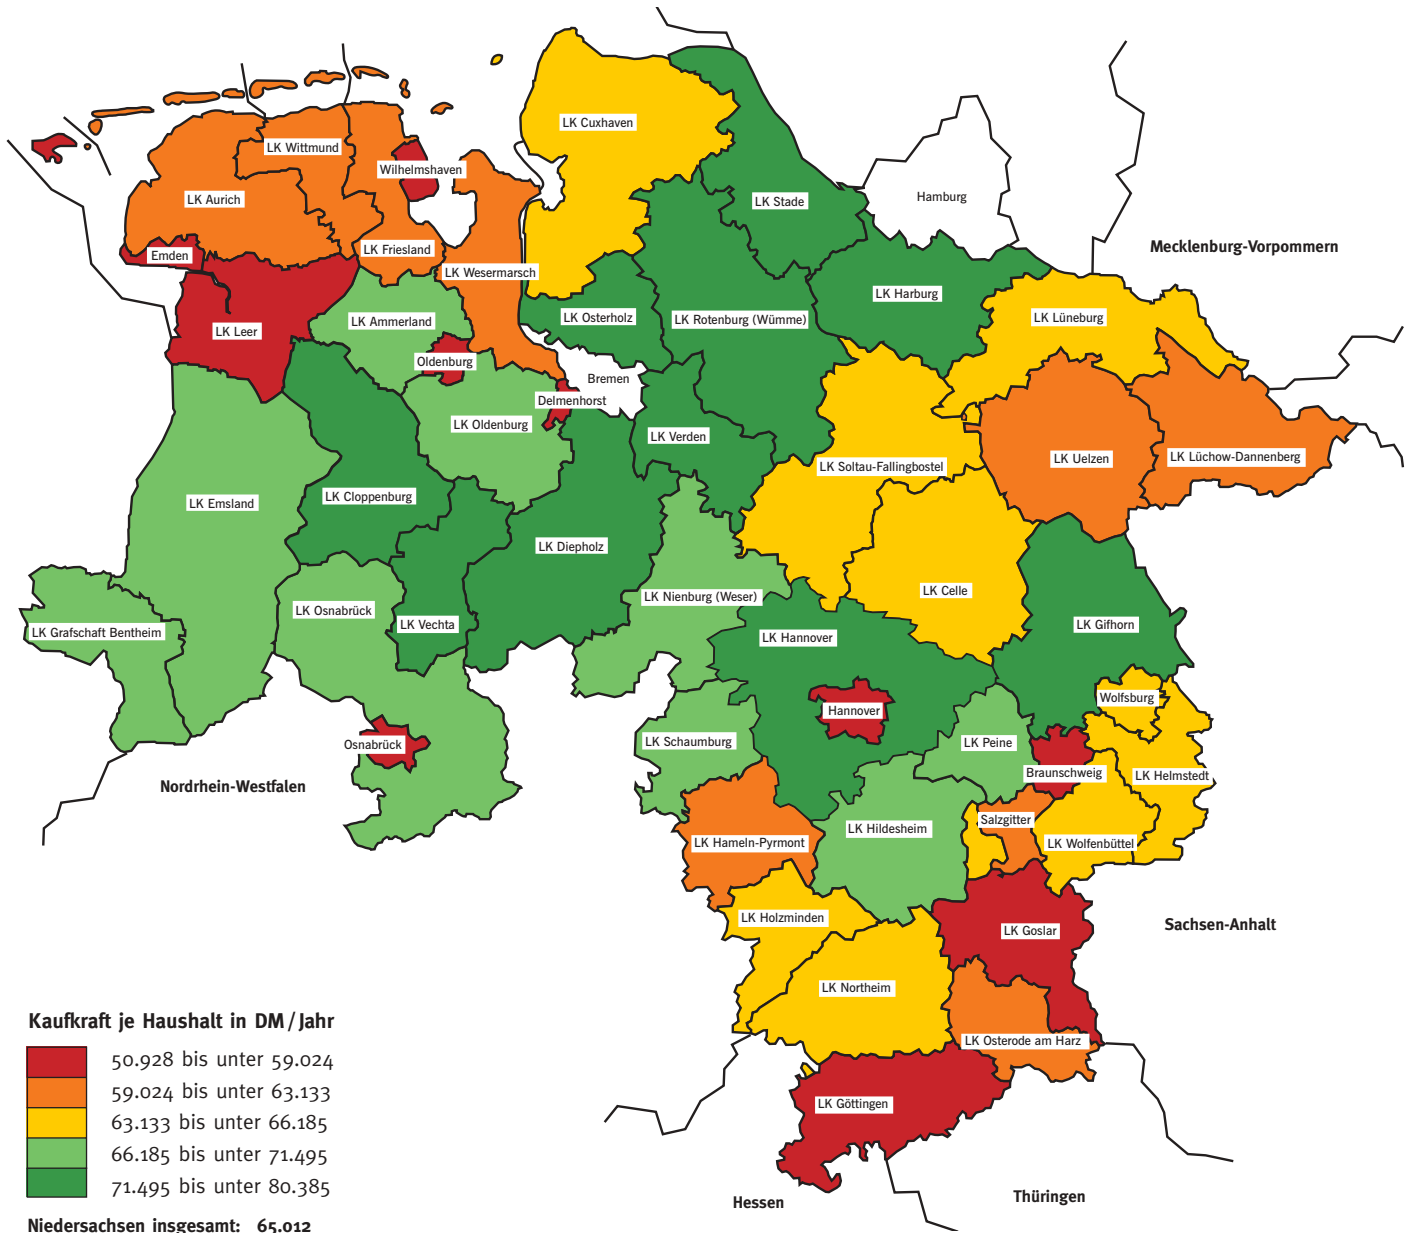 LK Cuxhaven
LK Wittmund
Wilhelmshaven
LK Aurich
LK Stade
Hamburg
Mecklenburg-Vorpommern
LK Friesland
Emden
LK Wesermarsch
LK Harburg
LK Osterholz
LK Rotenburg (Wümme)
LK Lüneburg
LK Ammerland
LK Leer
Oldenburg
Bremen
Delmenhorst
LK Oldenburg
LK Verden
LK Uelzen
LK Lüchow-Dannenberg
LK Soltau-Fallingbostel
LK Emsland
LK Cloppenburg
LK Diepholz
LK Celle
LK Nienburg (Weser)
LK Osnabrück
LK Vechta
LK Gifhorn
LK Grafschaft Bentheim
LK Hannover
Wolfsburg
Hannover
LK Schaumburg
LK Peine
Osnabrück
Braunschweig
LK Helmstedt
Nordrhein-Westfalen
Salzgitter
LK Hildesheim
LK Hameln-Pyrmont
LK Wolfenbüttel
LK Holzminden
Sachsen-Anhalt
LK Goslar
LK Northeim
LK Osterode am Harz
LK Göttingen
Thüringen
Hessen
Kaufkraft je Haushalt in DM / Jahr
50.928 bis unter 59.024
59.024 bis unter 63.133
63.133 bis unter 66.185
66.185 bis unter 71.495
71.495 bis unter 80.385
Niedersachsen insgesamt: 65.012